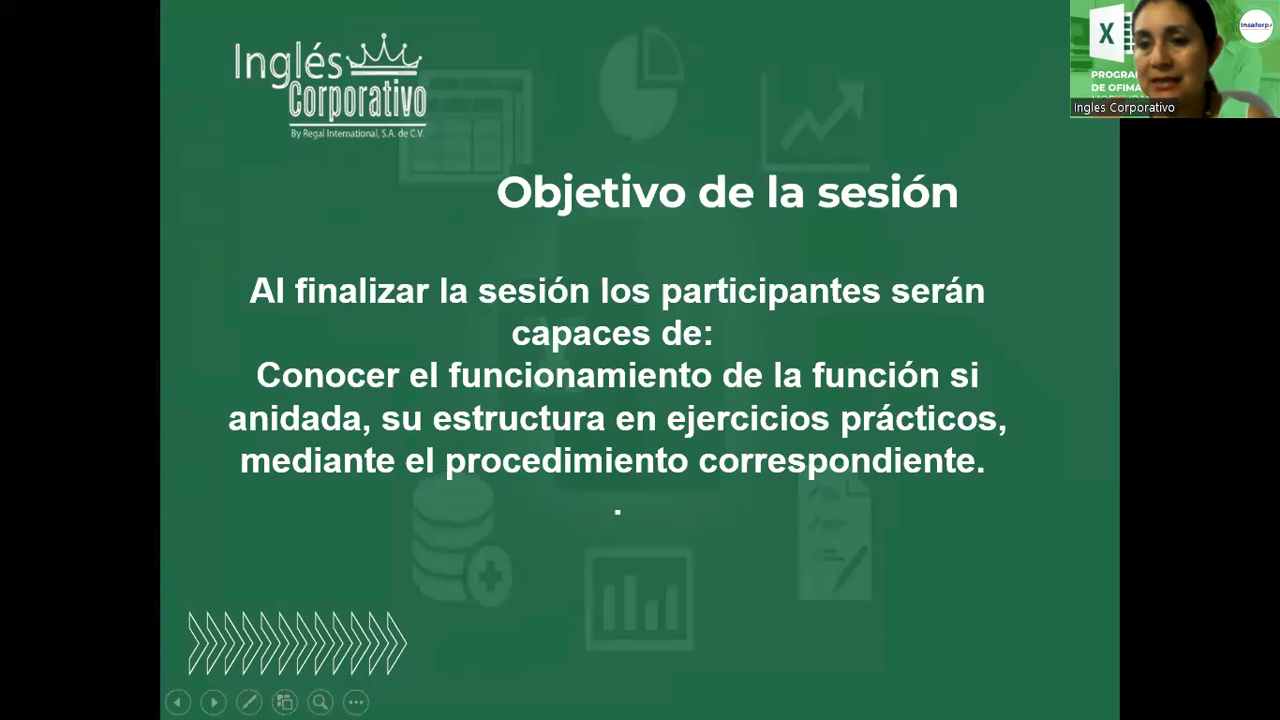 Inglés
Corporativo
By Regal International, S.A. de C.V.
Objetivo de la sesión
Al finalizar la sesión los participantes serán
capaces de:
Conocer el funcionamiento de la función si
anidada, su estructura en ejercicios prácticos,
mediante el procedimiento correspondiente.
.
X
Insaforp
PROGRA
DE OFIMA
Ingles Corporativo